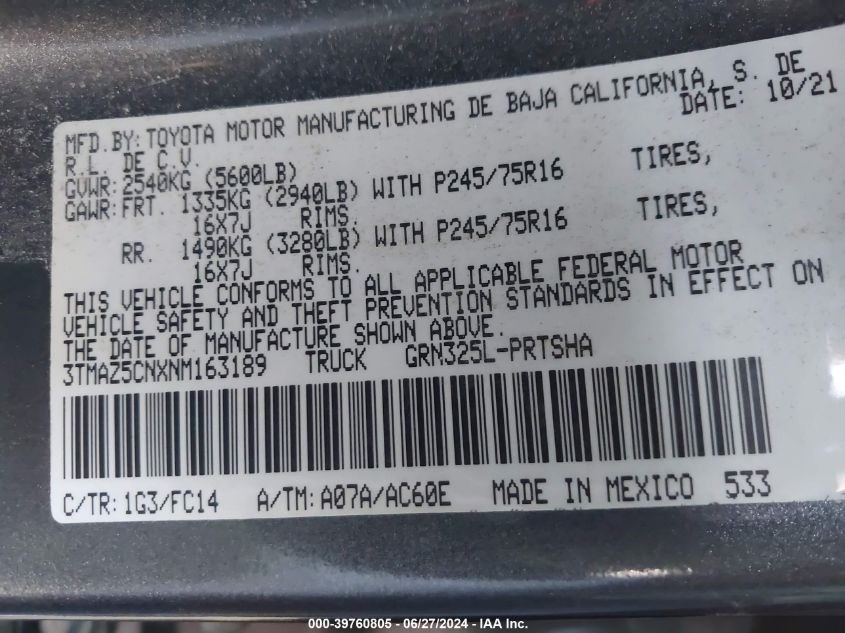 MFD.BY: TOYOTA MOTOR MANUFACTURING DE BAJA CALIFORNIA, S. DE
R.L. DE C.V. DATE: 10/21
GVWR: 2540KG (5600LB)
GAWR: FRT. 1335KG (2940LB) WITH P245/75R16 TIRES,
16X7J RIMS.
RR. 1490KG (3280LB) WITH P245/75R16 TIRES,
16X7J RIMS.
THIS VEHICLE CONFORMS TO ALL APPLICABLE FEDERAL MOTOR
VEHICLE SAFETY AND THEFT PREVENTION STANDARDS IN EFFECT ON
THE DATE OF MANUFACTURE SHOWN ABOVE.
3TMAZ5CNXNM163189 TRUCK GRN325L-PRTSHA
C/TR: 1G3/FC14 A/TM: A07A/AC60E MADE IN MEXICO 533
000-39760805 - 06/27/2024 - IAA Inc.